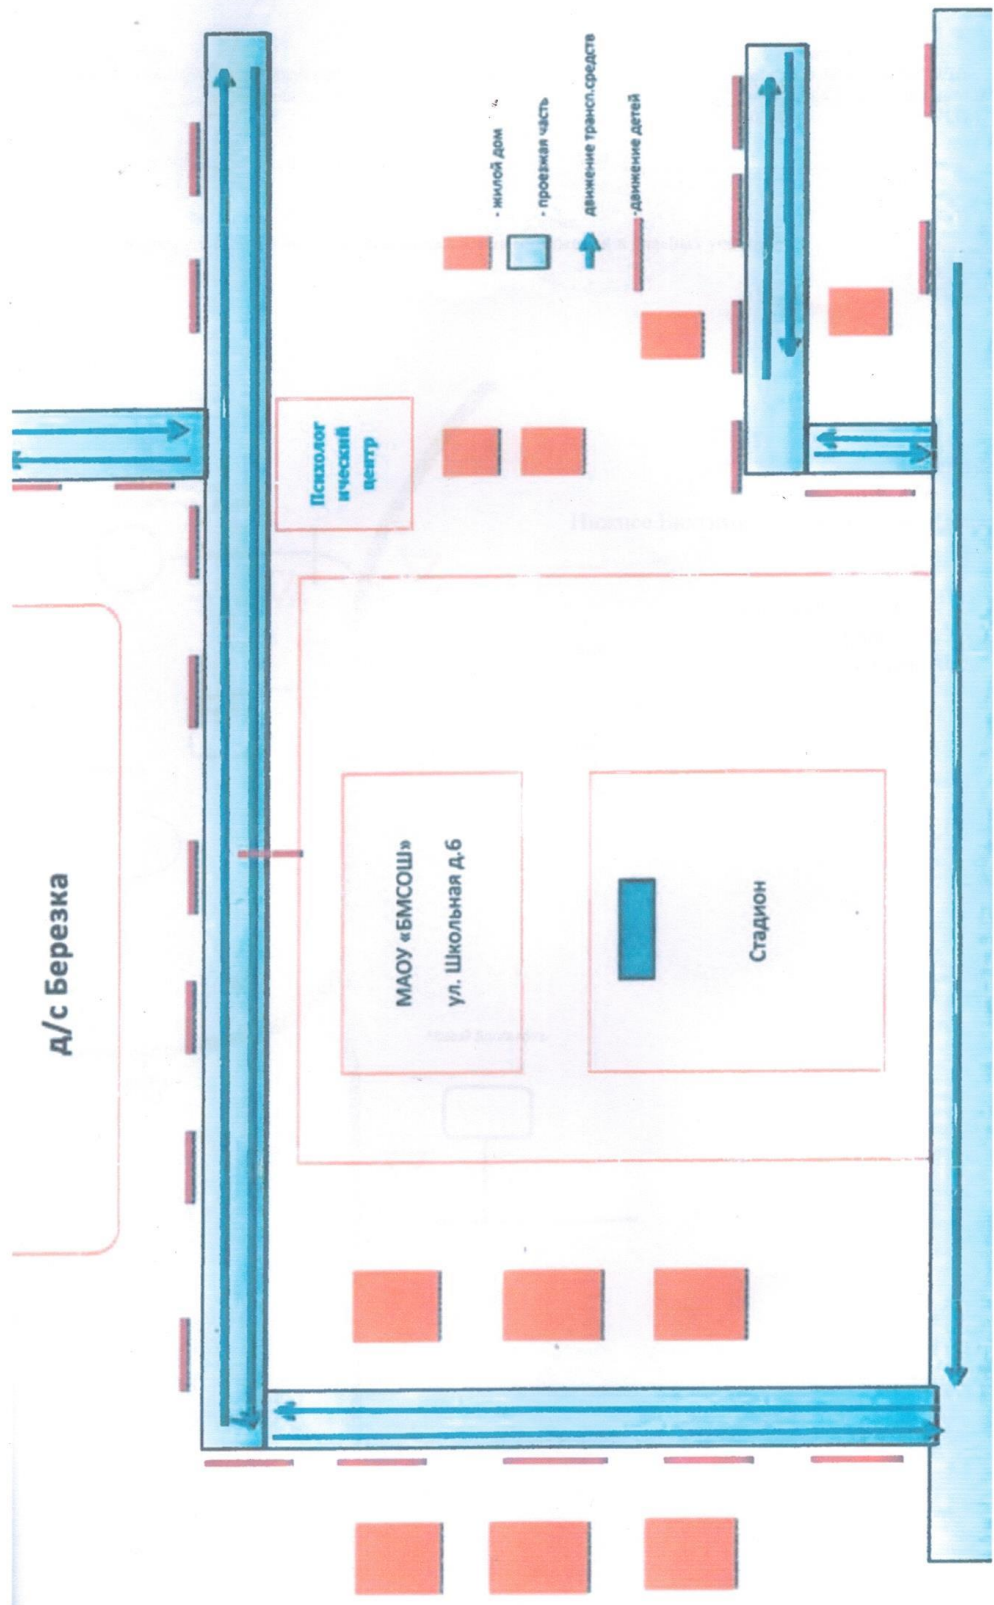 д/с Березка
Психолог
ический
центр
МАОУ «БМСОШ»
ул. Школьная д.6
Стадион
- жилой дом
- проезжая часть
движение трансп.средств
-движение детей